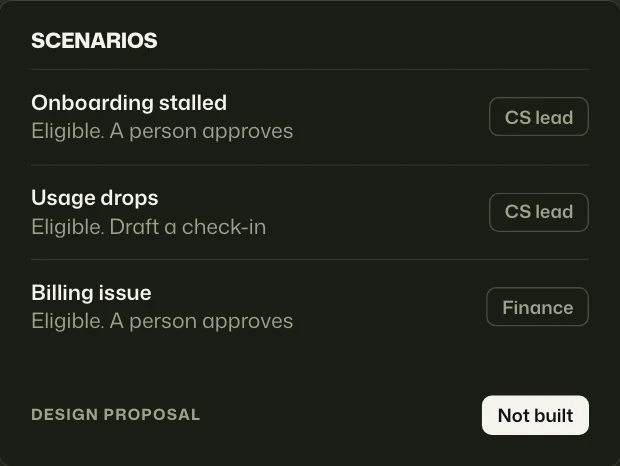 SCENARIOS
Onboarding stalled
Eligible. A person approves
CS lead
Usage drops
Eligible. Draft a check-in
CS lead
Billing issue
Eligible. A person approves
Finance
DESIGN PROPOSAL
Not built